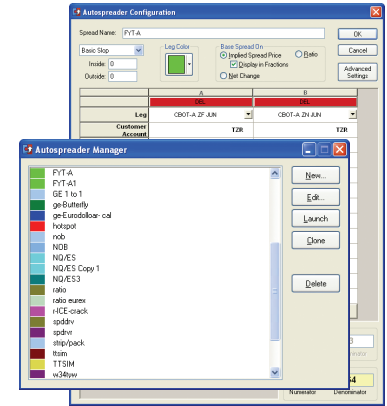 Autospreader Configuration
Spread Name: FYT-A
OK
Basic Slop
Leg Color
Base Spread On
Implied Spread Price
Ratio
Cancel
Inside: 0
Display in Fractions
Outside: 0
Net Change
Advanced Settings
A B
DEL DEL
Leg CBOT-A ZF JUN CBOT-A ZN JUN
Customer Account TZR TZR
Autospreader Manager
FYT-A
FYT-A1
GE 1 to 1
ge-Butterfly
ge-Eurodolloar- cal
hotspot
nob
NOB
NQ/ES
NQ/ES Copy 1
NQ/ES3
ratio
ratio eurex
r-ICE-crack
spddrv
spdrvr
strip/pack
ttsim
TTSIM
w34tyw
New...
Edit...
Launch
Clone
Delete
Numerator Denominator